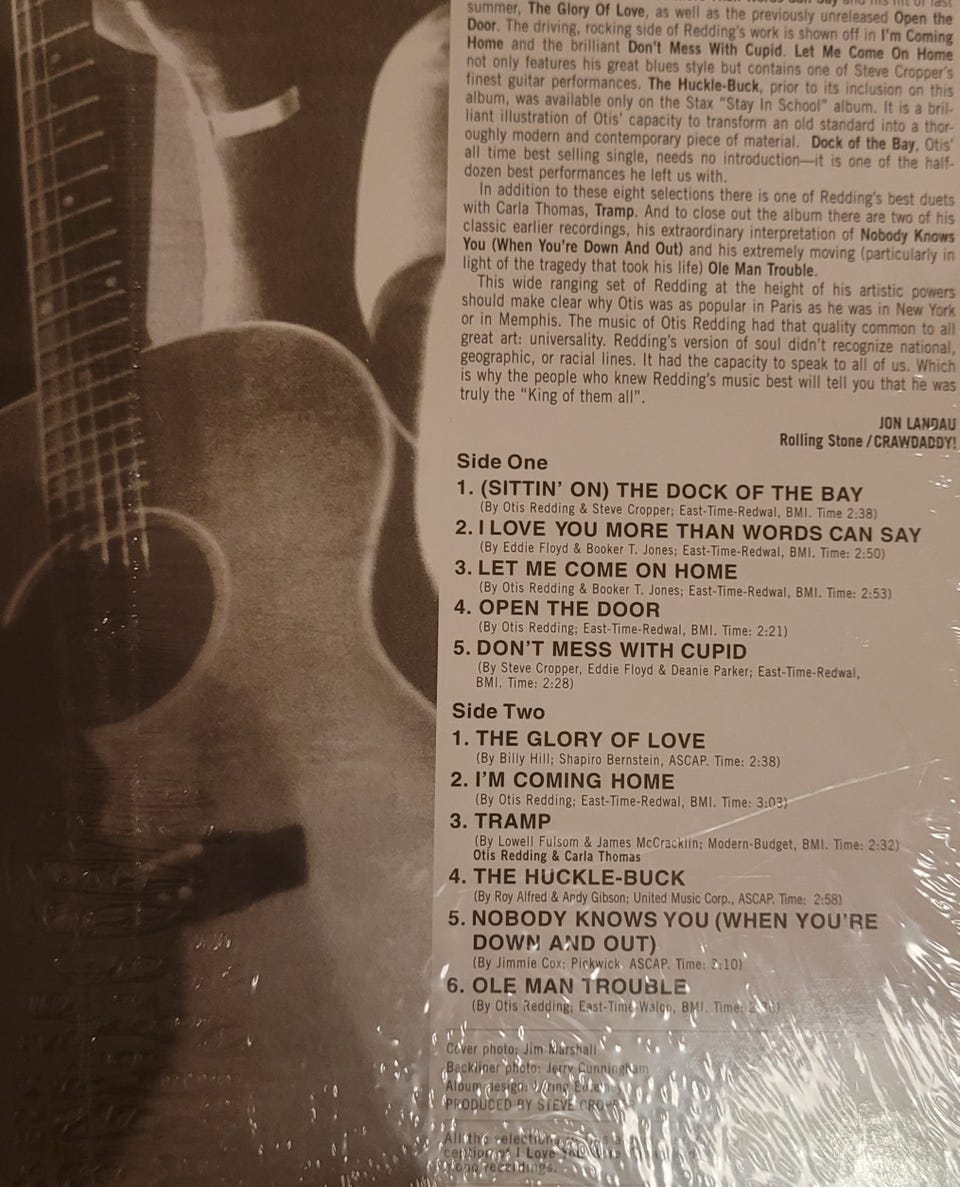 summer, The Glory Of Love, as well as the previously unreleased Open the
Door. The driving, rocking side of Redding's work is shown off in I'm Coming
Home and the brilliant Don't Mess With Cupid. Let Me Come On Home
not only features his great blues style but contains one of Steve Cropper's
finest guitar performances. The Huckle-Buck, prior to its inclusion on this
album, was available only on the Stax "Stay In School" album. It is a bril-
liant illustration of Otis' capacity to transform an old standard into a thor-
oughly modern and contemporary piece of material. Dock of the Bay, Otis'
all time best selling single, needs no introduction—it is one of the half-
dozen best performances he left us with.
In addition to these eight selections there is one of Redding's best duets
with Carla Thomas, Tramp. And to close out the album there are two of his
classic earlier recordings, his extraordinary interpretation of Nobody Knows
You (When You're Down And Out) and his extremely moving (particularly in
light of the tragedy that took his life) Ole Man Trouble.
This wide ranging set of Redding at the height of his artistic powers
should make clear why Otis was as popular in Paris as he was in New York
or in Memphis. The music of Otis Redding had that quality common to all
great art: universality. Redding's version of soul didn't recognize national,
geographic, or racial lines. It had the capacity to speak to all of us. Which
is why the people who knew Redding's music best will tell you that he was
truly the "King of them all".
JON LANDAU
Rolling Stone/CRAWDADDY!
Side One
1. (SITTIN' ON) THE DOCK OF THE BAY
(By Otis Redding & Steve Cropper; East-Time-Redwal, BMI. Time 2:38)
2. I LOVE YOU MORE THAN WORDS CAN SAY
(By Eddie Floyd & Booker T. Jones; East-Time-Redwal, BMI. Time: 2:50)
3. LET ME COME ON HOME
(By Otis Redding & Booker T. Jones; East-Time-Redwal, BMI. Time: 2:53)
4. OPEN THE DOOR
(By Otis Redding; East-Time-Redwal, BMI. Time: 2:21)
5. DON'T MESS WITH CUPID
(By Steve Cropper, Eddie Floyd & Deanie Parker; East-Time-Redwal,
BMI. Time: 2:28)
Side Two
1. THE GLORY OF LOVE
(By Billy Hill; Shapiro Bernstein, ASCAP. Time: 2:38)
2. I'M COMING HOME
(By Otis Redding; East-Time-Redwal, BMI. Time: 3:03)
3. TRAMP
(By Lowell Fulsom & James McCracklin; Modern-Budget, BMI. Time: 2:32)
Otis Redding & Carla Thomas
4. THE HUCKLE-BUCK
(By Roy Alfred & Andy Gibson; United Music Corp., ASCAP. Time: 2:58)
5. NOBODY KNOWS YOU (WHEN YOU'RE
DOWN AND OUT)
(By Jimmie Cox; Pickwick, ASCAP. Time: 3:10)
6. OLE MAN TROUBLE
(By Otis Redding; East-Time-Walco, BMI. Time:
Cover photo: Jim Marshall
Backliner photo: Jerry Cunningham
Album design:
PRODUCED BY STEVE
All the selections
I Love
recordings.